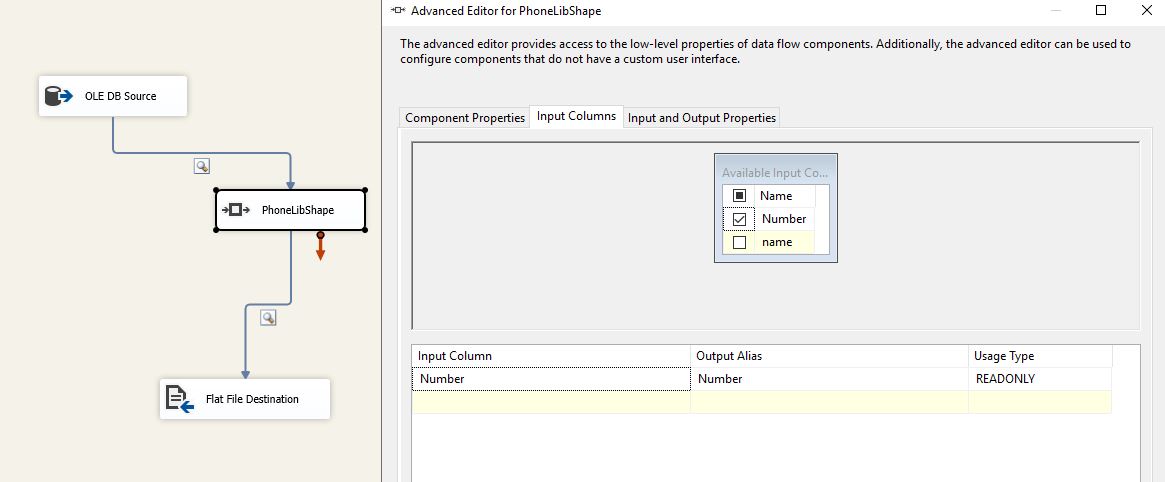 OLE DB Source
PhoneLibShape
Flat File Destination
Advanced Editor for PhoneLibShape
The advanced editor provides access to the low-level properties of data flow components. Additionally, the advanced editor can be used to
configure components that do not have a custom user interface.
Component Properties Input Columns Input and Output Properties
Available Input Co...
Name
Number
name
Input Column Output Alias Usage Type
Number Number READONLY